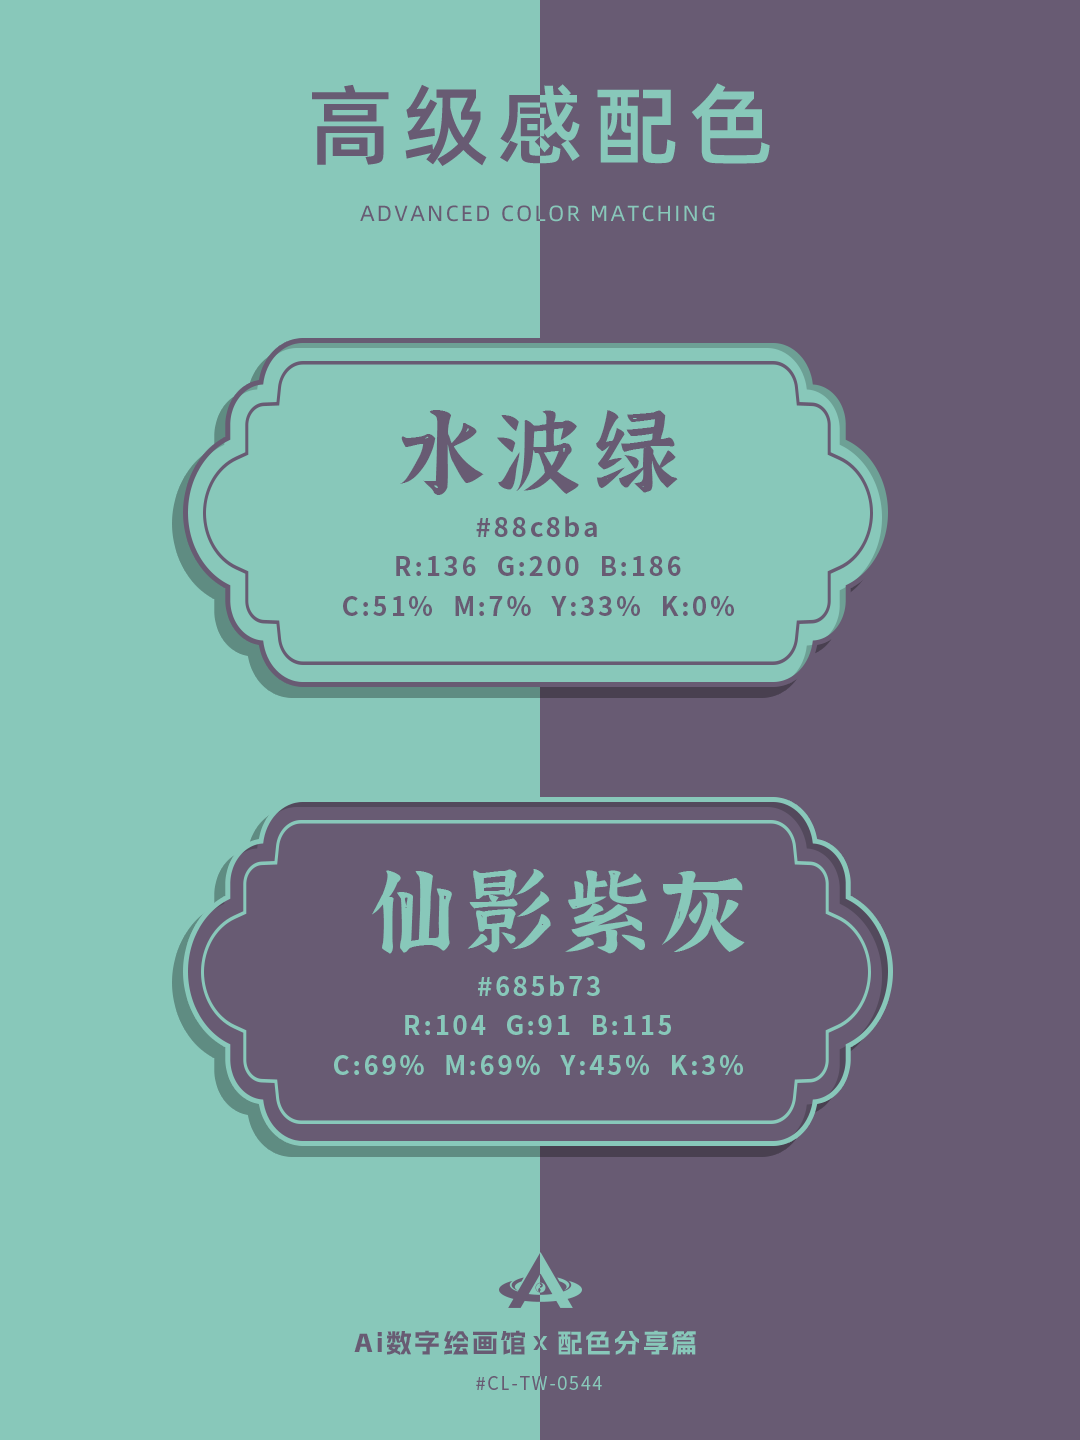 高级感配色
ADVANCED COLOR MATCHING
水波绿
#88c8ba
R:136 G:200 B:186
C:51% M:7% Y:33% K:0%
仙影紫灰
#685b73
R:104 G:91 B:115
C:69% M:69% Y:45% K:3%
Ai数字绘画馆 x 配色分享篇
#CL-TW-0544